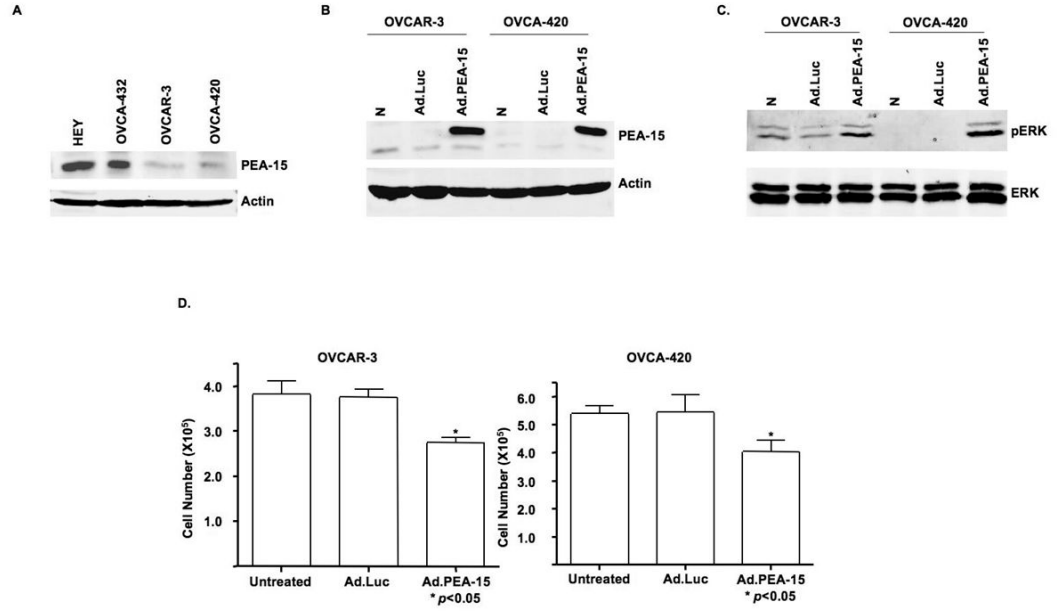 A
HEY
OVCA-432
OVCAR-3
OVCA-420
PEA-15
Actin
B
OVCAR-3 OVCA-420
N
Ad.Luc
Ad.PEA-15
N
Ad.Luc
Ad.PEA-15
PEA-15
Actin
C.
OVCAR-3 OVCA-420
N
Ad.Luc
Ad.PEA-15
N
Ad.Luc
Ad.PEA-15
pERK
ERK
D.
OVCAR-3
Cell Number (X10⁵)
4.0
3.0
2.0
1.0
*
Untreated Ad.Luc Ad.PEA-15
* p<0.05
OVCA-420
Cell Number (X10⁵)
6.0
5.0
4.0
3.0
2.0
1.0
*
Untreated Ad.Luc Ad.PEA-15
* p<0.05